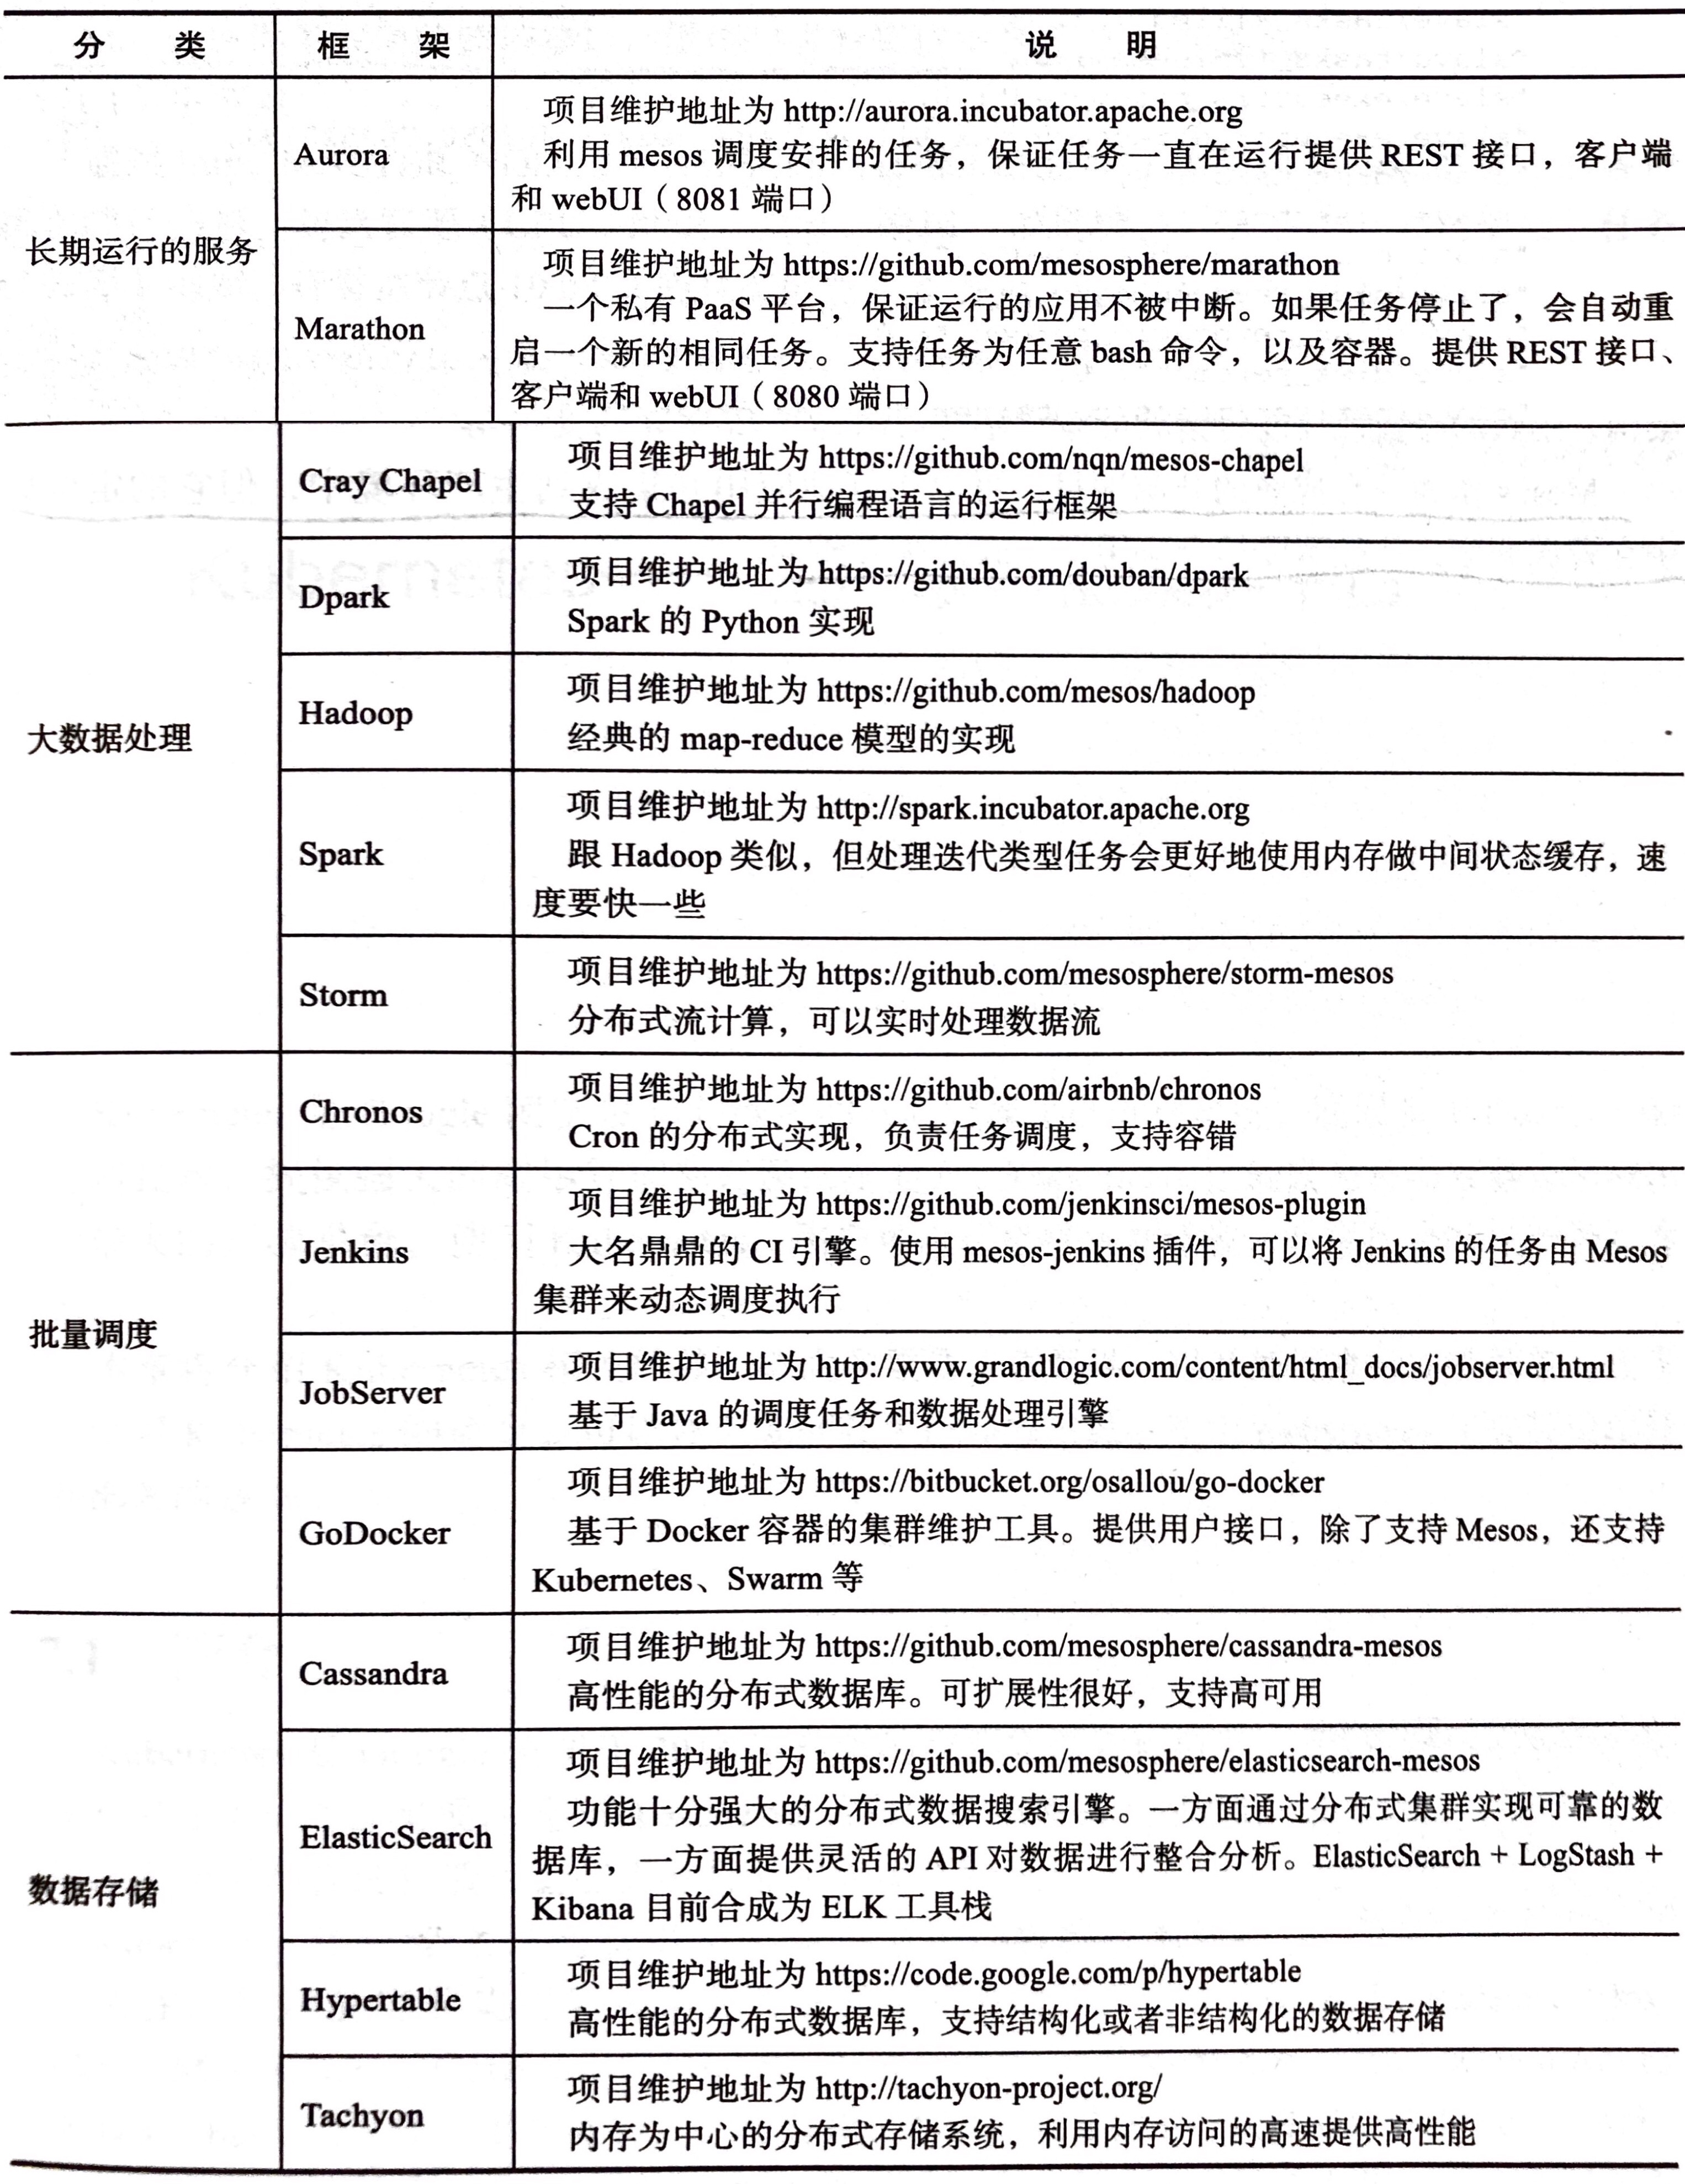 分 类 框 架 说 明
长期运行的服务
Aurora
项目维护地址为 http://aurora.incubator.apache.org
利用 mesos 调度安排的任务，保证任务一直在运行提供 REST 接口，客户端
和 webUI（8081 端口）
Marathon
项目维护地址为 https://github.com/mesosphere/marathon
一个私有 PaaS 平台，保证运行的应用不被中断。如果任务停止了，会自动重
启一个新的相同任务。支持任务为任意 bash 命令，以及容器。提供 REST 接口、
客户端和 webUI（8080 端口）
大数据处理
Cray Chapel
项目维护地址为 https://github.com/nqn/mesos-chapel
支持 Chapel 并行编程语言的运行框架
Dpark
项目维护地址为 https://github.com/douban/dpark
Spark 的 Python 实现
Hadoop
项目维护地址为 https://github.com/mesos/hadoop
经典的 map-reduce 模型的实现
Spark
项目维护地址为 http://spark.incubator.apache.org
跟 Hadoop 类似，但处理迭代类型任务会更好地使用内存做中间状态缓存，速
度要快一些
Storm
项目维护地址为 https://github.com/mesosphere/storm-mesos
分布式流计算，可以实时处理数据流
批量调度
Chronos
项目维护地址为 https://github.com/airbnb/chronos
Cron 的分布式实现，负责任务调度，支持容错
Jenkins
项目维护地址为 https://github.com/jenkinsci/mesos-plugin
大名鼎鼎的 CI 引擎。使用 mesos-jenkins 插件，可以将 Jenkins 的任务由 Mesos
集群来动态调度执行
JobServer
项目维护地址为 http://www.grandlogic.com/content/html_docs/jobserver.html
基于 Java 的调度任务和数据处理引擎
GoDocker
项目维护地址为 https://bitbucket.org/osallou/go-docker
基于 Docker 容器的集群维护工具。提供用户接口，除了支持 Mesos，还支持
Kubernetes、Swarm 等
数据存储
Cassandra
项目维护地址为 https://github.com/mesosphere/cassandra-mesos
高性能的分布式数据库。可扩展性很好，支持高可用
ElasticSearch
项目维护地址为 https://github.com/mesosphere/elasticsearch-mesos
功能十分强大的分布式数据搜索引擎。一方面通过分布式集群实现可靠的数
据库，一方面提供灵活的 API 对数据进行整合分析。ElasticSearch + LogStash +
Kibana 目前合成为 ELK 工具栈
Hypertable
项目维护地址为 https://code.google.com/p/hypertable
高性能的分布式数据库，支持结构化或者非结构化的数据存储
Tachyon
项目维护地址为 http://tachyon-project.org/
内存为中心的分布式存储系统，利用内存访问的高速提供高性能